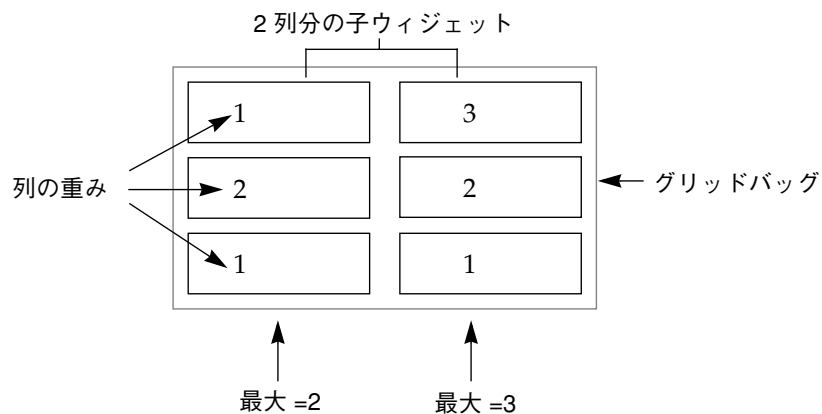 2 列分の子ウィジェット
1 3
列の重み 2 2 グリッドバッグ
1 1
最大 =2 最大 =3